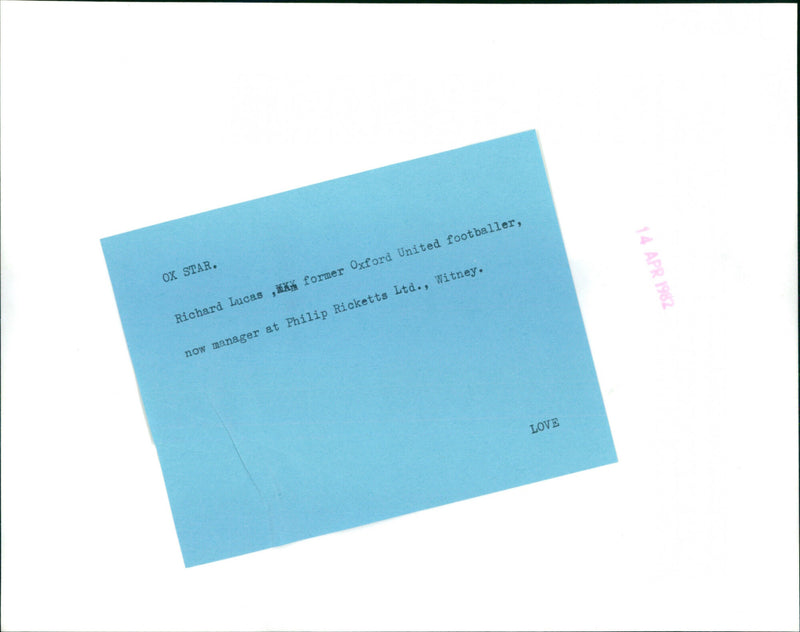 OX STAR.
Richard Lucas , former Oxford United footballer,
now manager at Philip Ricketts Ltd., Witney.
LOVE
14 APR 1982